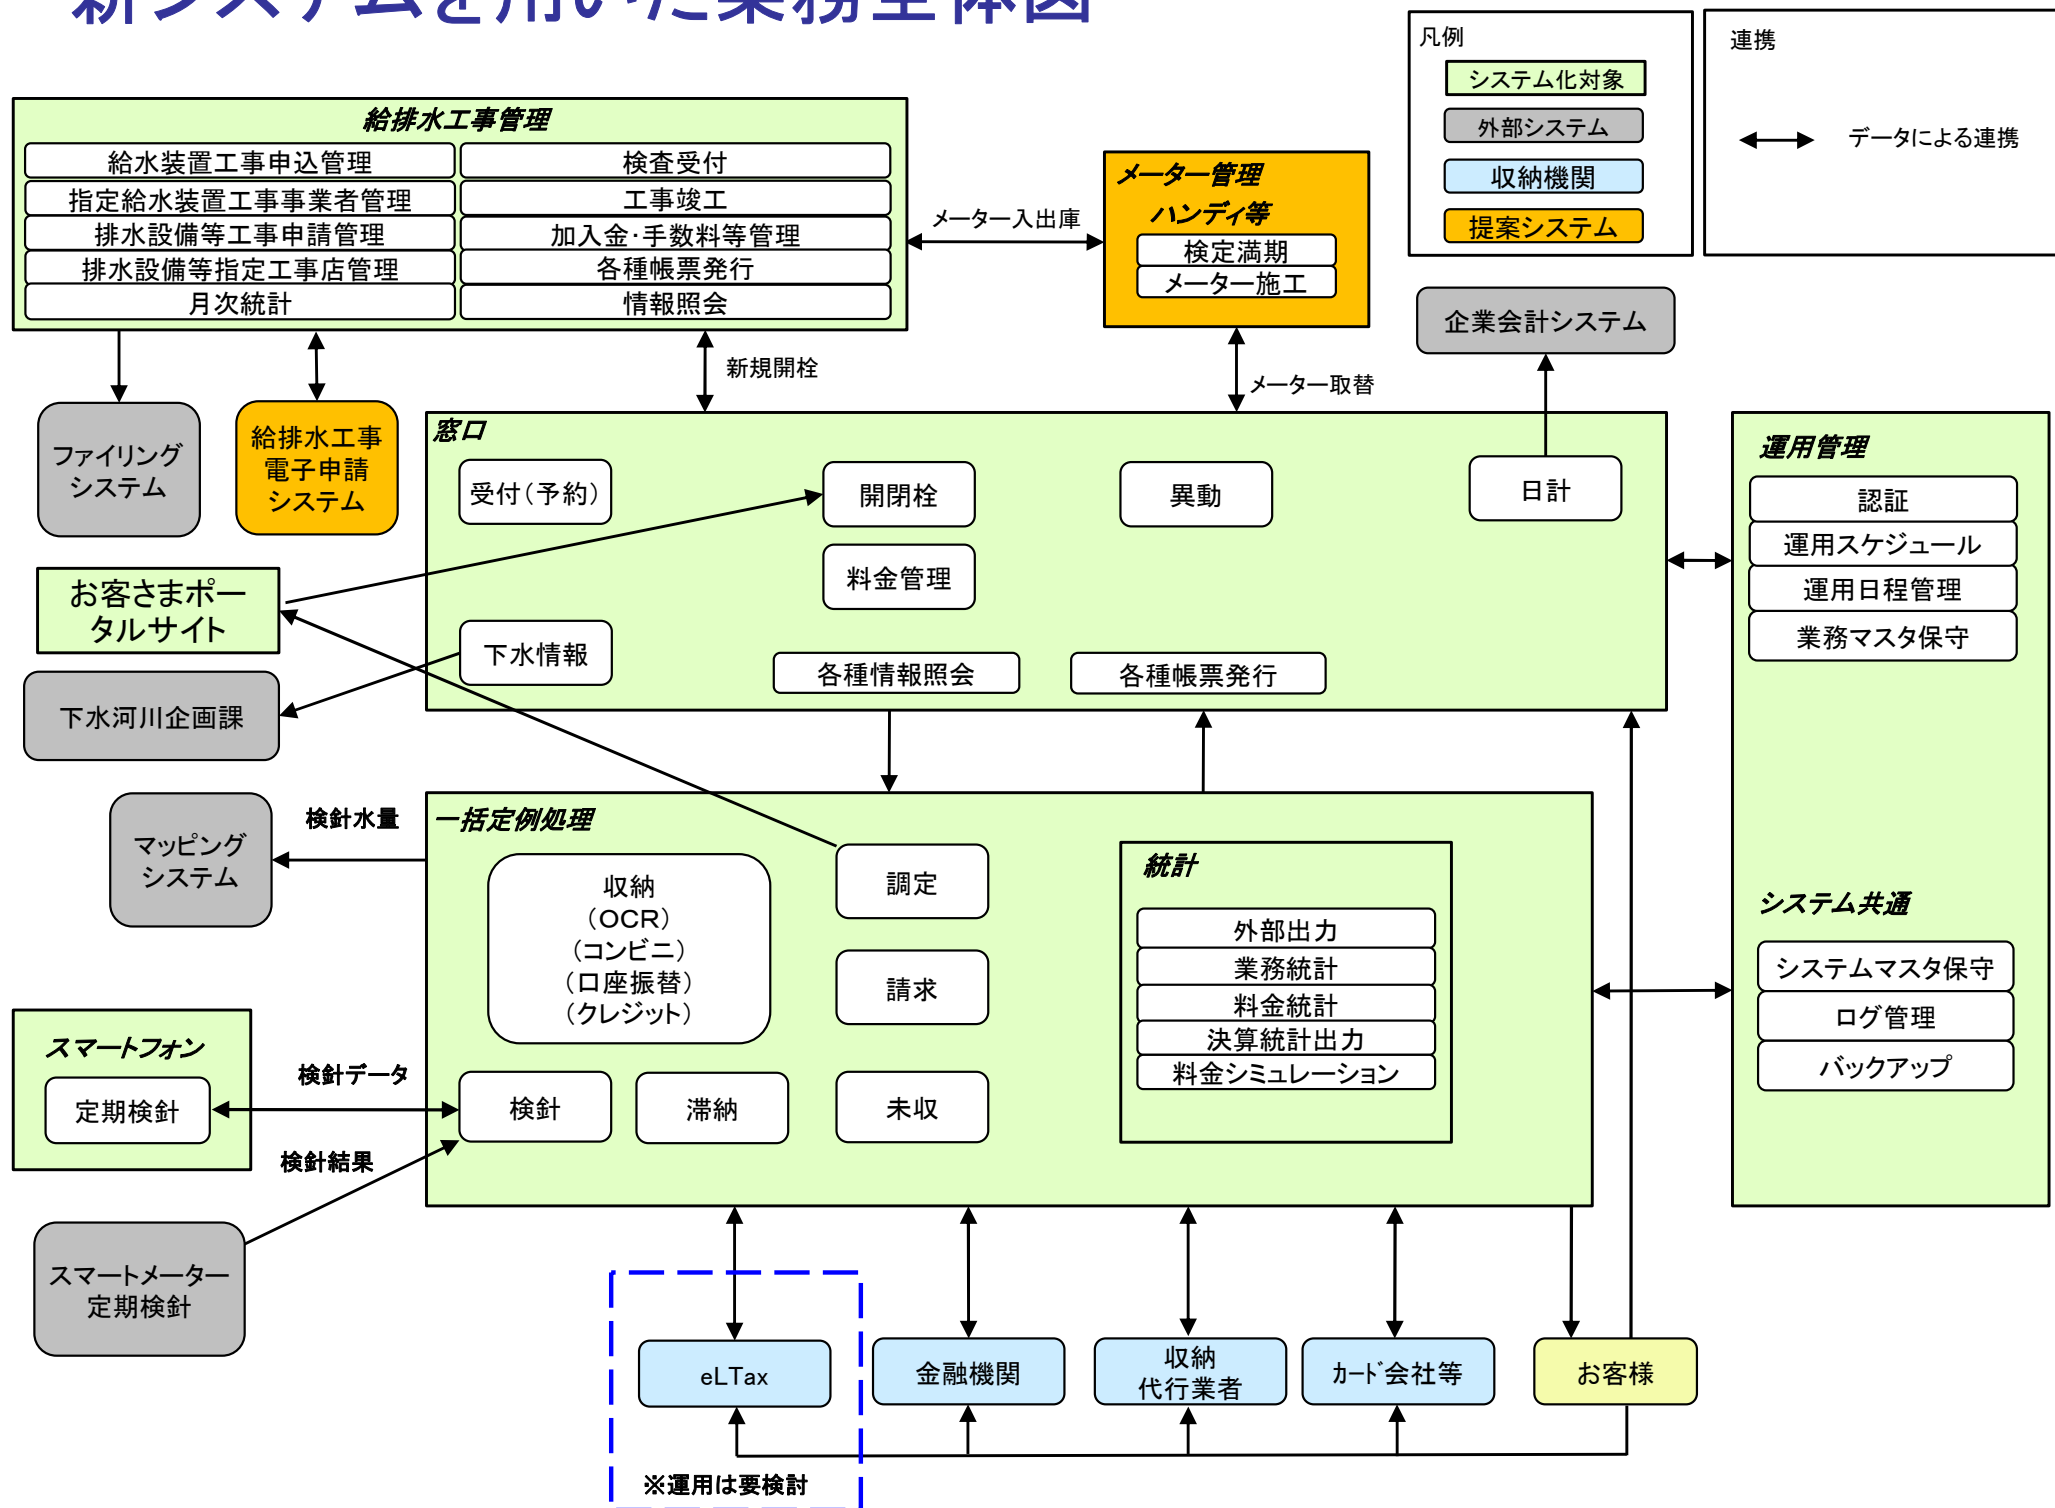 新システムを用いた業務全体図
凡例
システム化対象
外部システム
収納機関
提案システム
連携
データによる連携
給排水工事管理
給水装置工事申込管理
検査受付
指定給水装置工事事業者管理
工事竣工
排水設備等工事申請管理
加入金・手数料等管理
排水設備等指定工事店管理
各種帳票発行
月次統計
情報照会
メーター入出庫
メーター管理
ハンディ等
検定満期
メーター施工
企業会計システム
新規開栓
メーター取替
ファイリング
システム
給排水工事
電子申請
システム
窓口
受付(予約)
開閉栓
異動
日計
料金管理
下水情報
各種情報照会
各種帳票発行
運用管理
認証
運用スケジュール
運用日程管理
業務マスタ保守
システム共通
システムマスタ保守
ログ管理
バックアップ
お客さまポー
タルサイト
下水河川企画課
マッピング
システム
検針水量
一括定例処理
収納
(OCR)
(コンビニ)
(口座振替)
(クレジット)
調定
請求
検針
滞納
未収
統計
外部出力
業務統計
料金統計
決算統計出力
料金シミュレーション
スマートフォン
定期検針
検針データ
検針結果
スマートメーター
定期検針
eLTax
金融機関
収納
代行業者
ｶｰﾄﾞ会社等
お客様
※運用は要検討